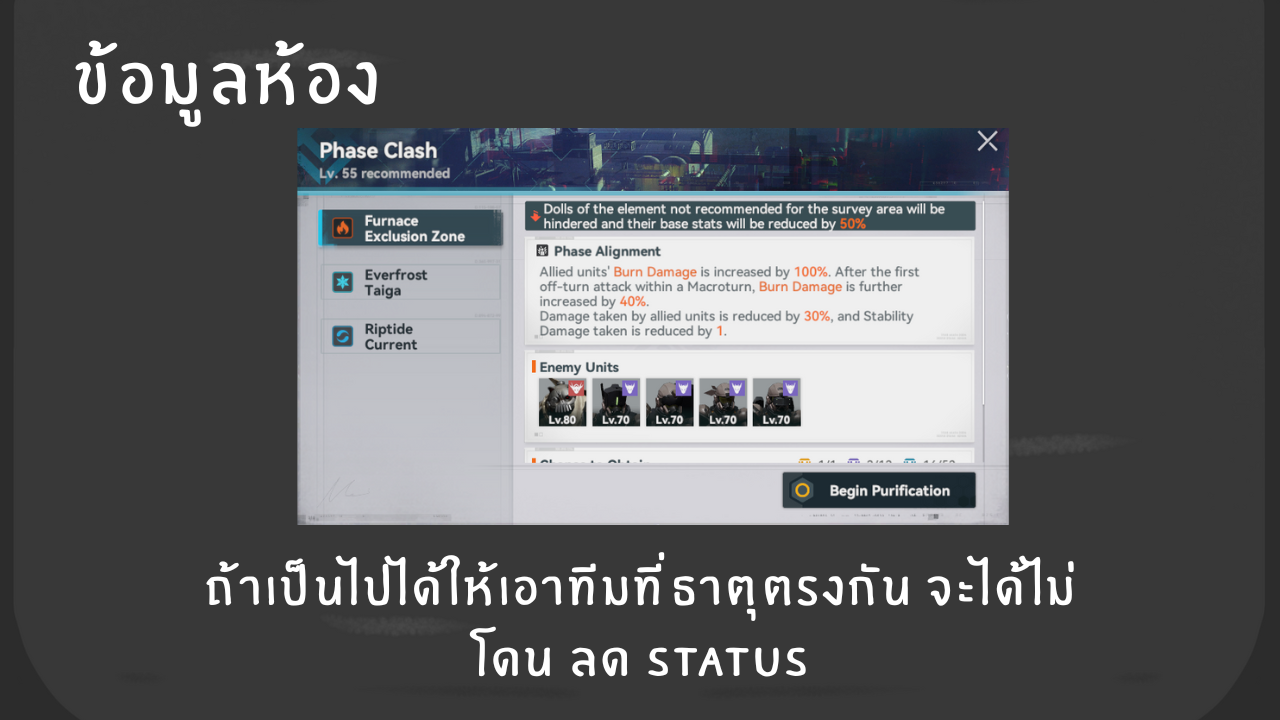 ข้อมูลห้อง
Phase Clash
Lv. 55 recommended
Furnace
Exclusion Zone
Everfrost
Taiga
Riptide
Current
Dolls of the element not recommended for the survey area will be
hindered and their base stats will be reduced by 50%
Phase Alignment
Allied units' Burn Damage is increased by 100%. After the first
off-turn attack within a Macroturn, Burn Damage is further
increased by 40%.
Damage taken by allied units is reduced by 30%, and Stability
Damage taken is reduced by 1.
Enemy Units
Lv.80 Lv.70 Lv.70 Lv.70 Lv.70
Begin Purification
ถ้าเป็นไปได้ให้เอาทีมที่ธาตุตรงกัน จะได้ไม่
โดน ลด STATUS